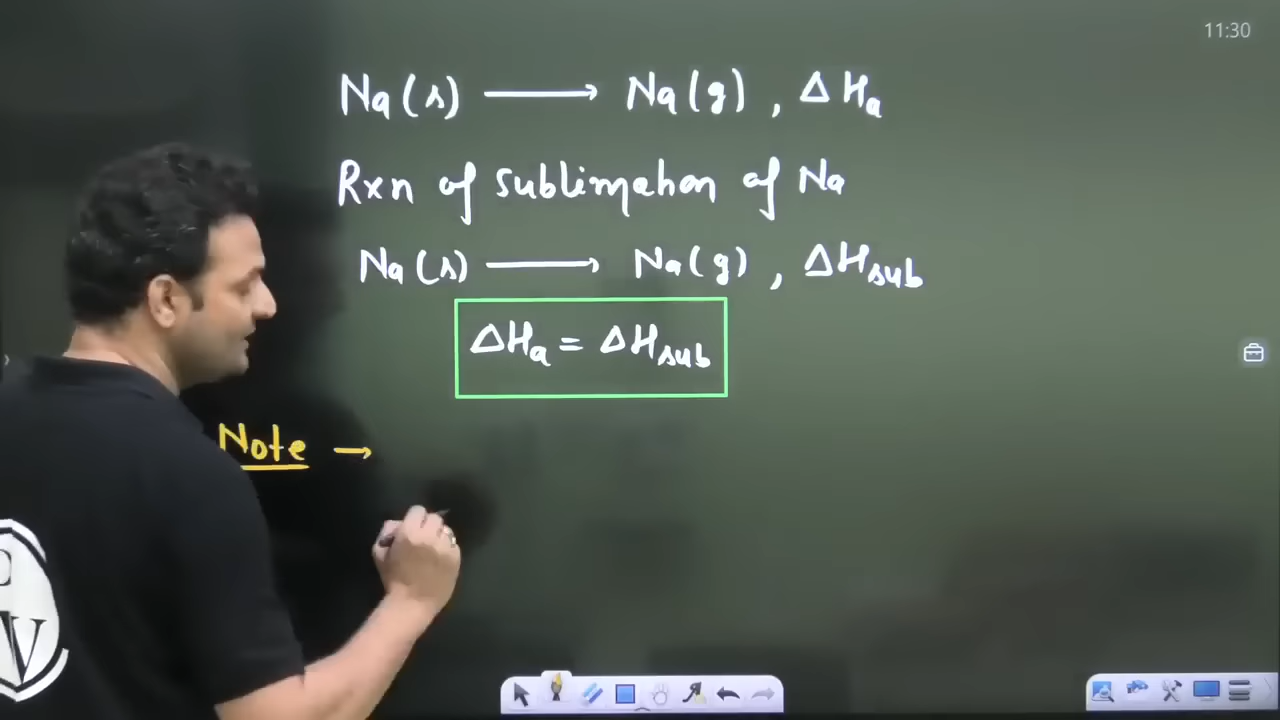 11:30
Na(s) ⟶ Na(g), ΔHa
Rxn of sublimation of Na
Na(s) ⟶ Na(g), ΔHsub
ΔHa = ΔHsub
Note →